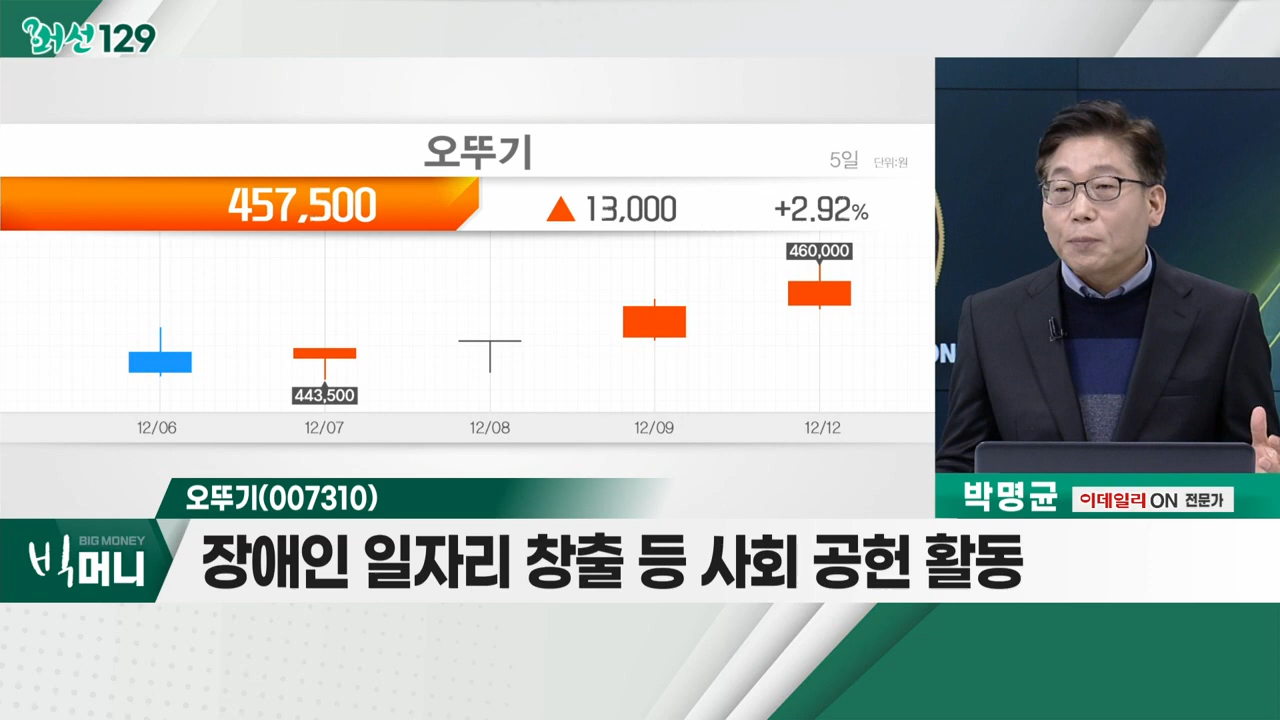 최선129
오뚜기
5일 단위:원
457,500 ▲ 13,000 +2.92%
460,000
443,500
12/06 12/07 12/08 12/09 12/12
ON
오뚜기(007310)
박명균 이데일리 ON 전문가
BIG MONEY
빅머니
장애인 일자리 창출 등 사회 공헌 활동